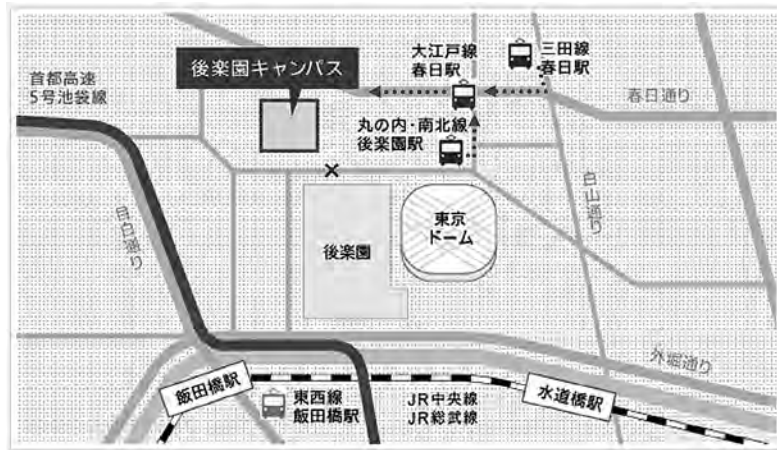 首都高速
5号池袋線
後楽園キャンパス
大江戸線
春日駅
三田線
春日駅
春日通り
丸の内・南北線
後楽園駅
目白通り
後楽園
東京
ドーム
白山通り
外堀通り
飯田橋駅
東西線
飯田橋駅
JR中央線
JR総武線
水道橋駅